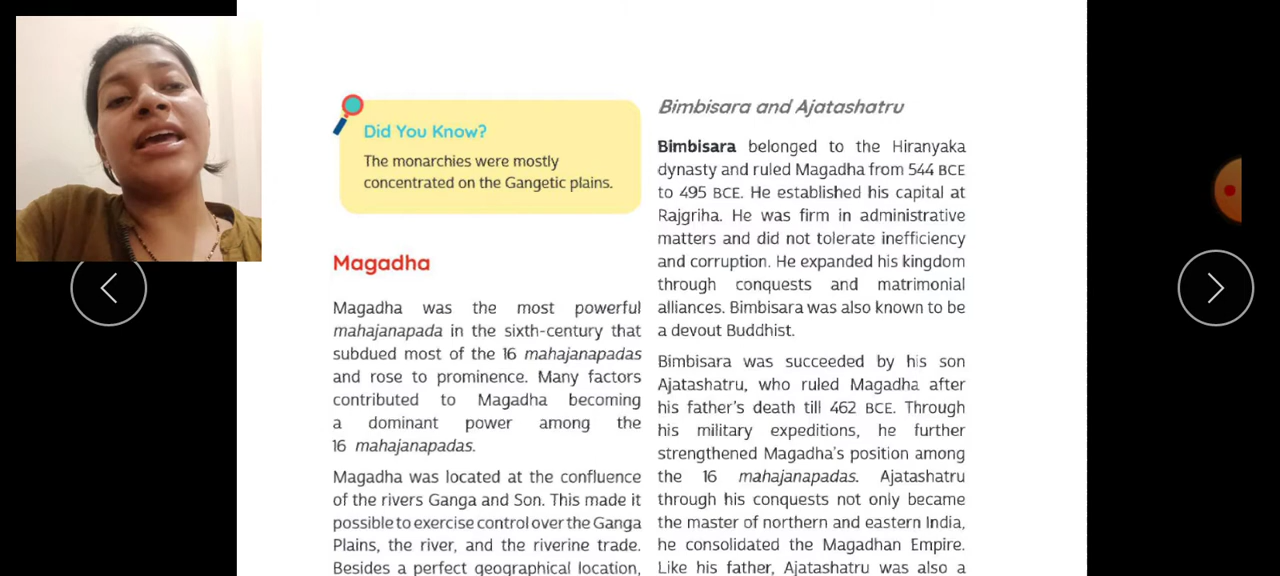 Did You Know?
The monarchies were mostly
concentrated on the Gangetic plains.
Magadha
Magadha was the most powerful
mahajanapada in the sixth-century that
subdued most of the 16 mahajanapadas
and rose to prominence. Many factors
contributed to Magadha becoming
a dominant power among the
16 mahajanapadas.
Magadha was located at the confluence
of the rivers Ganga and Son. This made it
possible to exercise control over the Ganga
Plains, the river, and the riverine trade.
Besides a perfect geographical location,
Bimbisara and Ajatashatru
Bimbisara belonged to the Hiranyaka
dynasty and ruled Magadha from 544 BCE
to 495 BCE. He established his capital at
Rajgriha. He was firm in administrative
matters and did not tolerate inefficiency
and corruption. He expanded his kingdom
through conquests and matrimonial
alliances. Bimbisara was also known to be
a devout Buddhist.
Bimbisara was succeeded by his son
Ajatashatru, who ruled Magadha after
his father's death till 462 BCE. Through
his military expeditions, he further
strengthened Magadha's position among
the 16 mahajanapadas. Ajatashatru
through his conquests not only became
the master of northern and eastern India,
he consolidated the Magadhan Empire.
Like his father, Ajatashatru was also a